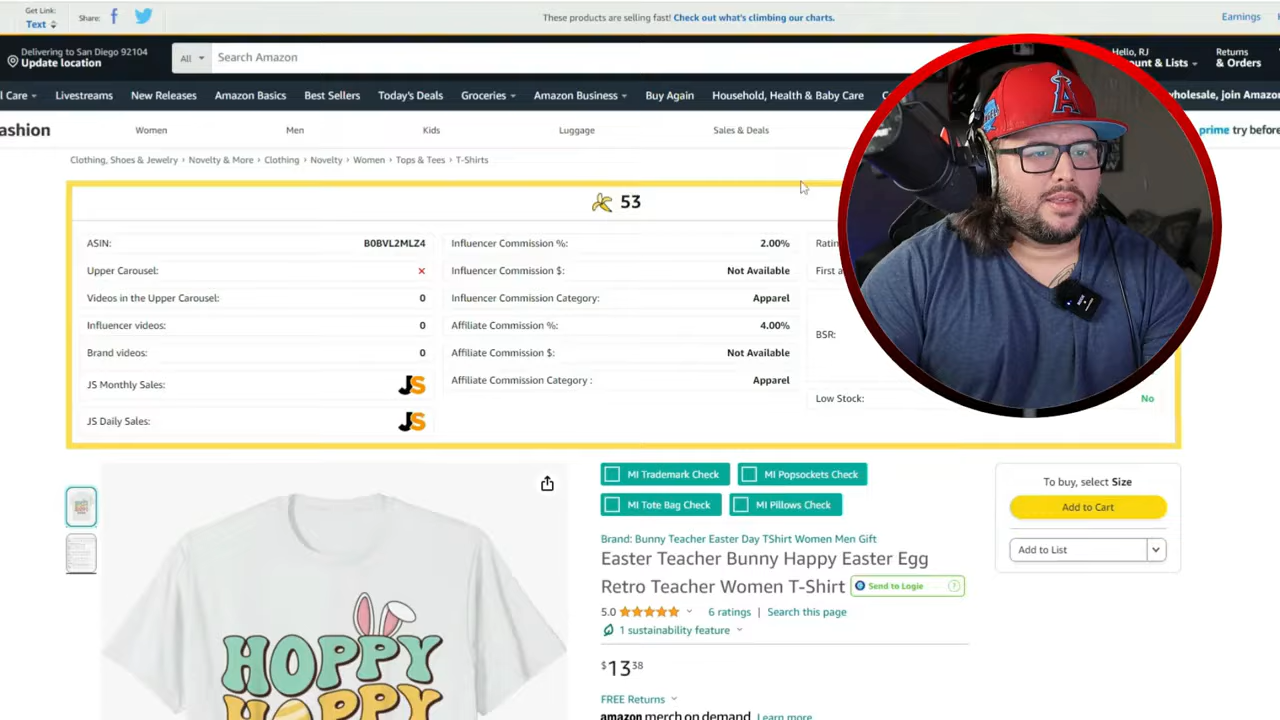 Get Link:
Text
Share:
These products are selling fast! Check out what's climbing our charts.
Earnings
Delivering to San Diego 92104
Update location
All
Search Amazon
Hello, RJ
unt & Lists
Returns
& Orders
l Care
Livestreams
New Releases
Amazon Basics
Best Sellers
Today's Deals
Groceries
Amazon Business
Buy Again
Household, Health & Baby Care
wholesale, join Amazon
ashion
Women
Men
Kids
Luggage
Sales & Deals
prime try before
Clothing, Shoes & Jewelry › Novelty & More › Clothing › Novelty › Women › Tops & Tees › T-Shirts
53
ASIN: B0BVL2MLZ4
Upper Carousel: ×
Videos in the Upper Carousel: 0
Influencer videos: 0
Brand videos: 0
JS Monthly Sales: JS
JS Daily Sales: JS
Influencer Commission %: 2.00%
Influencer Commission $: Not Available
Influencer Commission Category: Apparel
Affiliate Commission %: 4.00%
Affiliate Commission $: Not Available
Affiliate Commission Category : Apparel
Ratin
First a
BSR:
Low Stock: No
MI Trademark Check
MI Popsockets Check
MI Tote Bag Check
MI Pillows Check
Brand: Bunny Teacher Easter Day TShirt Women Men Gift
Easter Teacher Bunny Happy Easter Egg
Retro Teacher Women T-Shirt
Send to Logie
5.0
6 ratings | Search this page
1 sustainability feature
$13 38
FREE Returns
amazon merch on demand Learn more
To buy, select Size
Add to Cart
Add to List
HOPPY
HAPPY
A